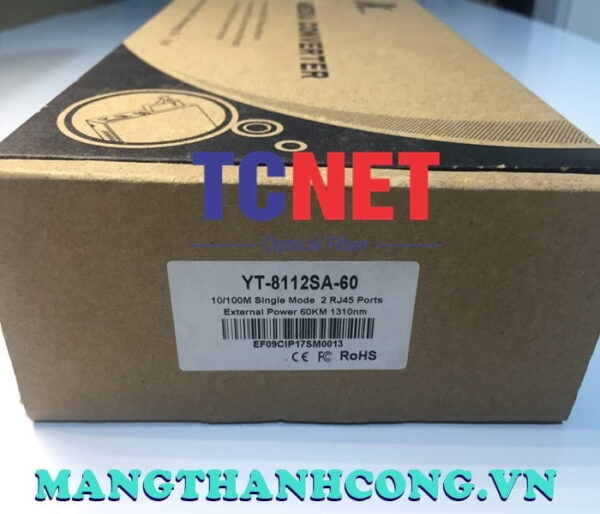 MEDIA CONVERTER
TCNET
Optical Fiber
YT-8112SA-60
10/100M Single Mode 2 RJ45 Ports
External Power 60KM 1310nm
EF09CIP17SM0013
CE FC RoHS
MANGTHANHCONG.VN